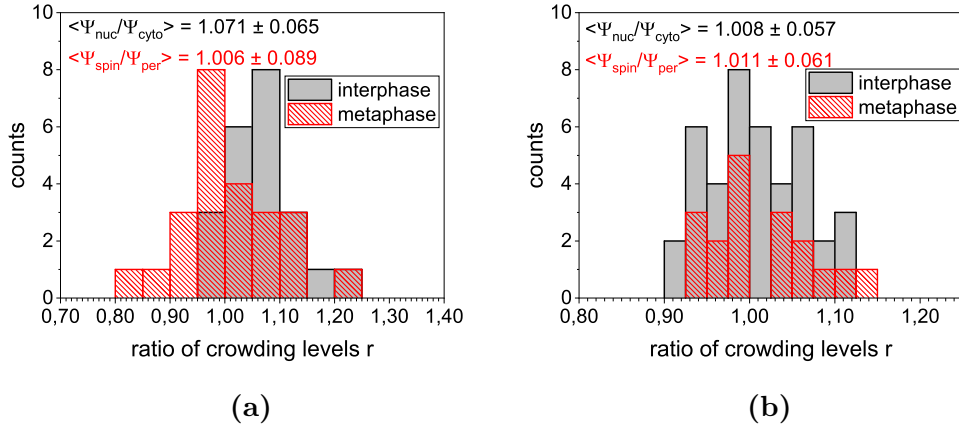 <Ψnuc/Ψcyto> = 1.071 ± 0.065
<Ψspin/Ψper> = 1.006 ± 0.089
interphase
metaphase
10
8
6
4
2
0
counts
0,70 0,80 0,90 1,00 1,10 1,20 1,30 1,40
ratio of crowding levels r
(a)
<Ψnuc/Ψcyto> = 1.008 ± 0.057
<Ψspin/Ψper> = 1.011 ± 0.061
interphase
metaphase
10
8
6
4
2
0
counts
0,80 0,90 1,00 1,10 1,20
ratio of crowding levels r
(b)